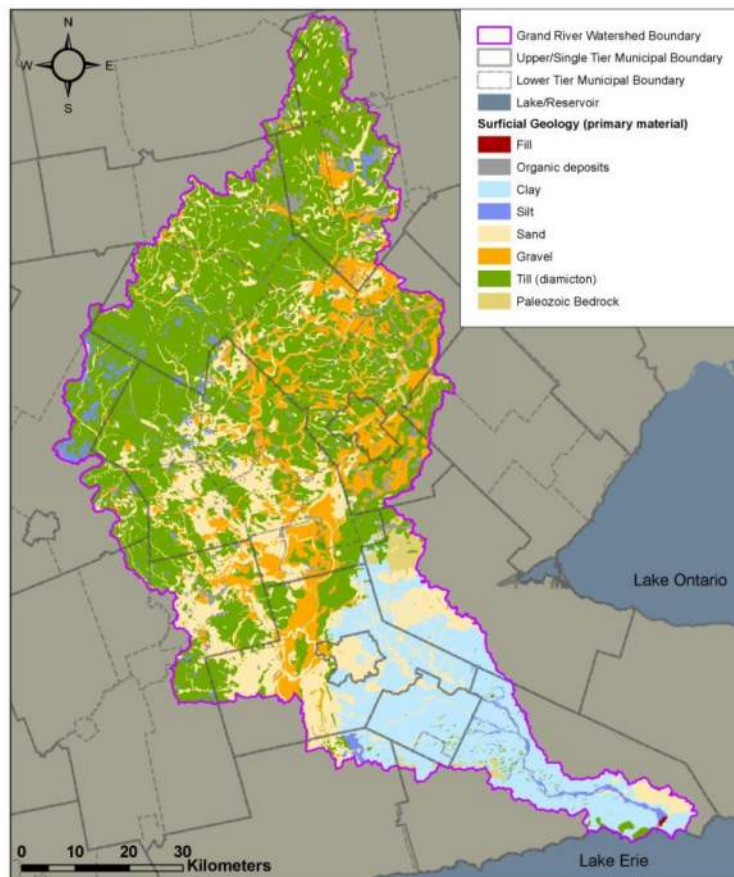 N
W E
S
Grand River Watershed Boundary
Upper/Single Tier Municipal Boundary
Lower Tier Municipal Boundary
Lake/Reservoir
Surficial Geology (primary material)
Fill
Organic deposits
Clay
Silt
Sand
Gravel
Till (diamicton)
Paleozoic Bedrock
Lake Ontario
Lake Erie
0 5 10 20 30
Kilometers